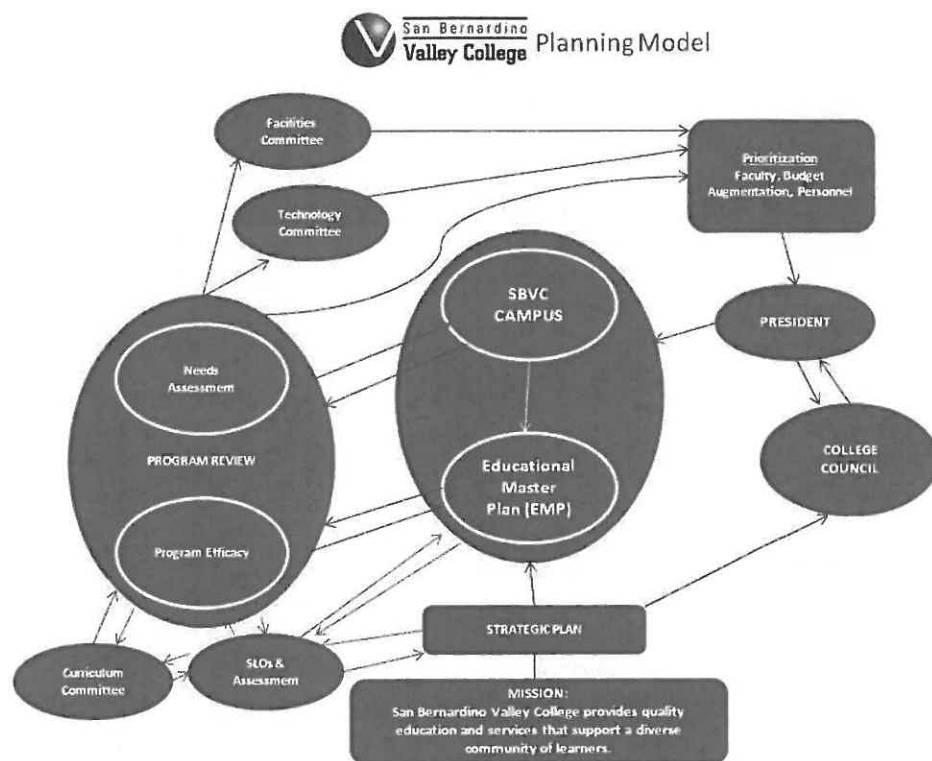 San Bernardino
Valley College
Planning Model
Facilities
Committee
Prioritization
Faculty, Budget
Augmentation, Personnel
Technology
Committee
SBVC
CAMPUS
PRESIDENT
Needs
Assessment
COLLEGE
COUNCIL
PROGRAM REVIEW
Educational
Master
Plan (EMP)
Program Efficacy
STRATEGIC PLAN
Curriculum
Committee
SLOs &
Assessment
MISSION:
San Bernardino Valley College provides quality
education and services that support a diverse
community of learners.